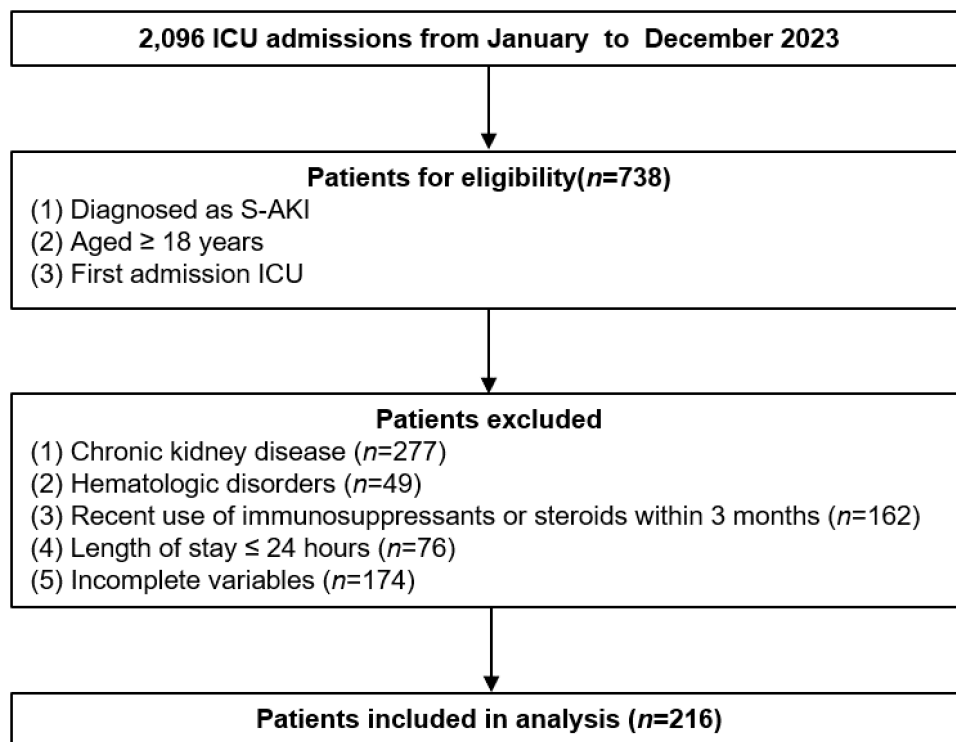 2,096 ICU admissions from January to December 2023
Patients for eligibility(n=738)
(1) Diagnosed as S-AKI
(2) Aged ≥ 18 years
(3) First admission ICU
Patients excluded
(1) Chronic kidney disease (n=277)
(2) Hematologic disorders (n=49)
(3) Recent use of immunosuppressants or steroids within 3 months (n=162)
(4) Length of stay ≤ 24 hours (n=76)
(5) Incomplete variables (n=174)
Patients included in analysis (n=216)